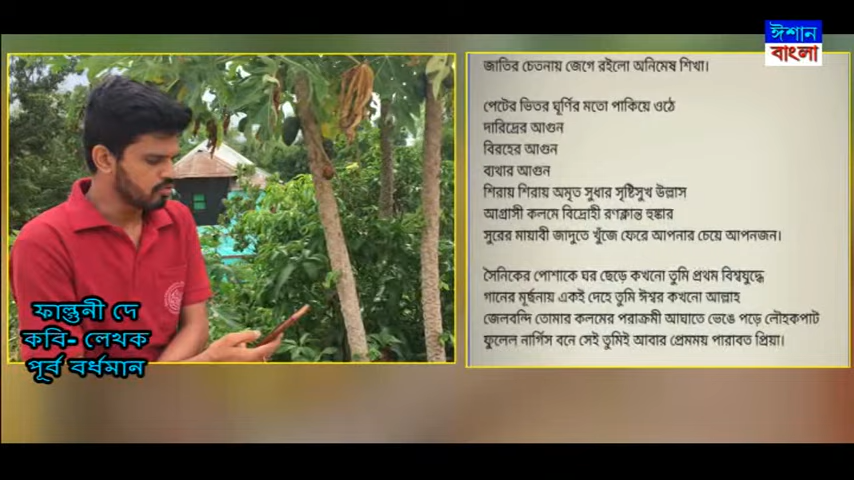 ঈশান
বাংলা
জাতির চেতনায় জেগে রইলো অনিমেষ শিখা।
পেটের ভিতর ঘূর্ণির মতো পাকিয়ে ওঠে
দারিদ্রের আগুন
বিরহের আগুন
ব্যথার আগুন
শিরায় শিরায় অমৃত সুধার সৃষ্টিসুখ উল্লাস
আগ্রাসী কলমে বিদ্রোহী রণক্লান্ত হুঙ্কার
সুরের মায়াবী জাদুতে খুঁজে ফেরে আপনার চেয়ে আপনজন।
সৈনিকের পোশাকে ঘর ছেড়ে কখনো তুমি প্রথম বিশ্বযুদ্ধে
গানের মূর্ছনায় একই দেহে তুমি ঈশ্বর কখনো আল্লাহ
জেলবন্দি তোমার কলমের পরাক্রমী আঘাতে ভেঙে পড়ে লৌহকপাট
ফুলেল নার্গিস বনে সেই তুমিই আবার প্রেমময় পারাবত প্রিয়া।
ফাল্গুনী দে
কবি- লেখক
পূর্ব বর্ধমান